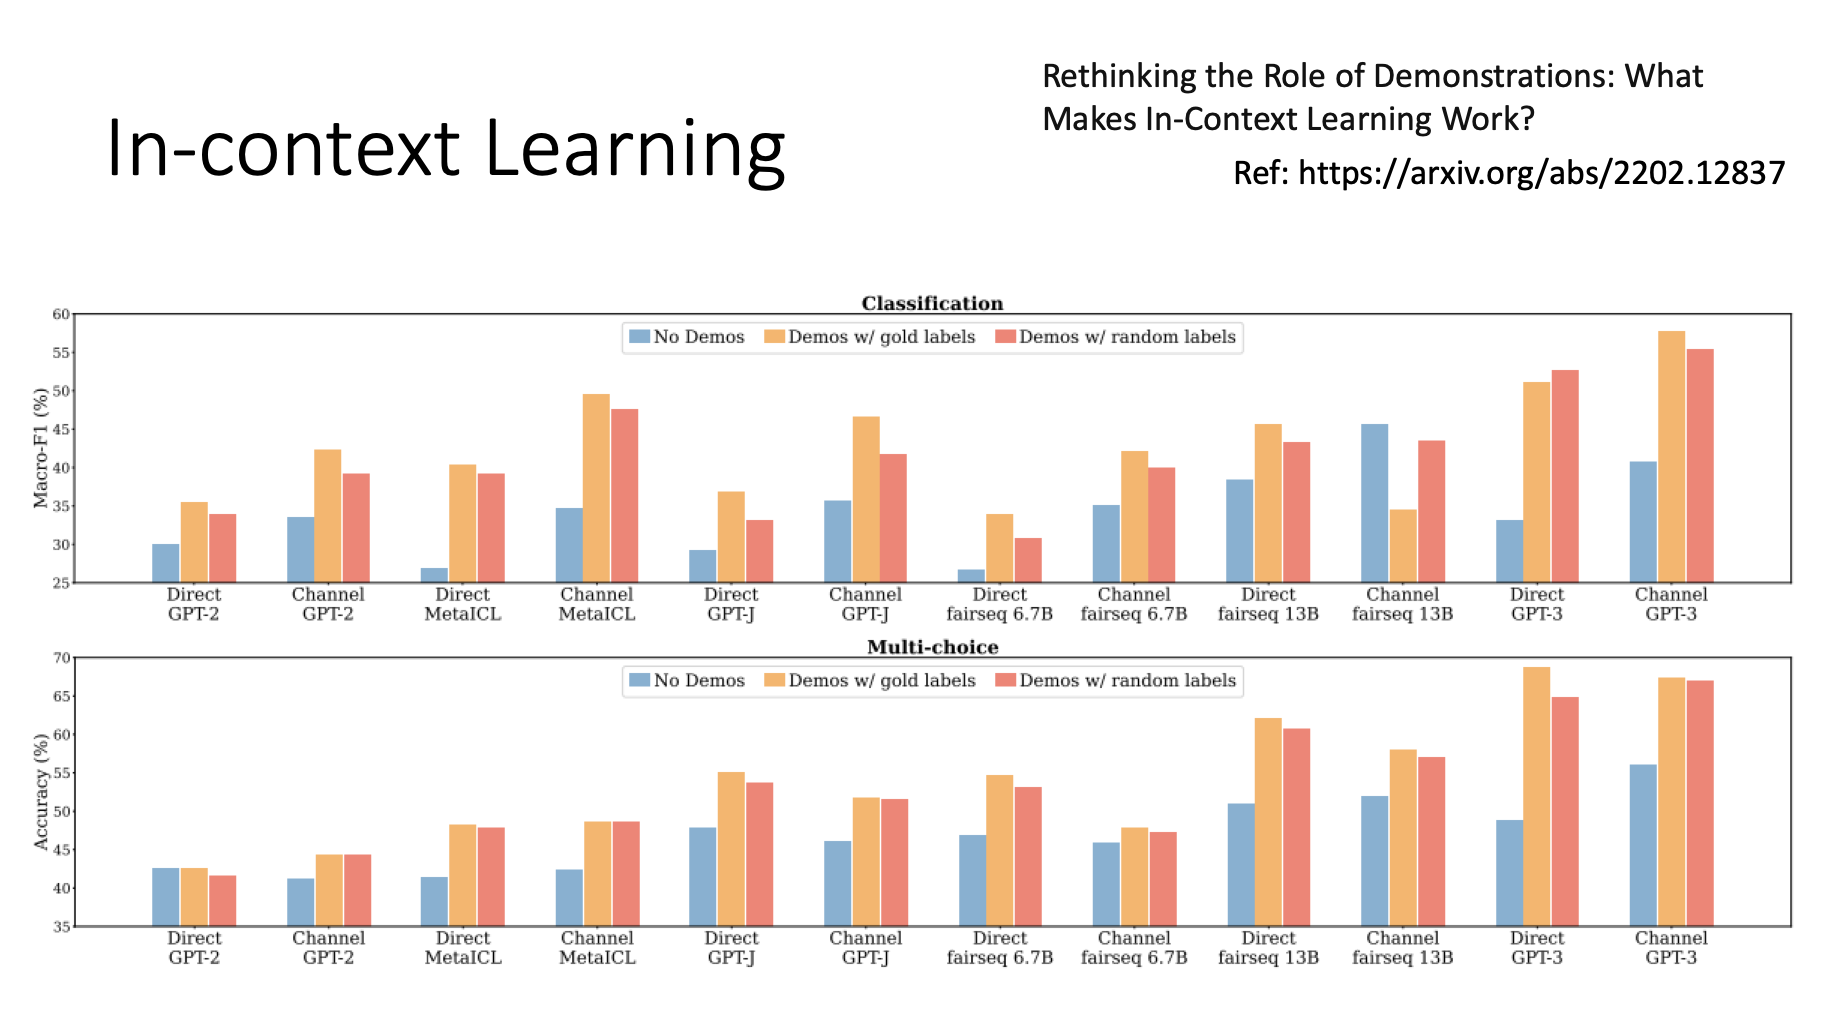 In-context Learning
Rethinking the Role of Demonstrations: What
Makes In-Context Learning Work?
Ref: https://arxiv.org/abs/2202.12837
Classification
No Demos Demos w/ gold labels Demos w/ random labels
Macro-F1 (%)
60
55
50
45
40
35
30
25
Direct GPT-2
Channel GPT-2
Direct MetaICL
Channel MetaICL
Direct GPT-J
Channel GPT-J
Direct fairseq 6.7B
Channel fairseq 6.7B
Direct fairseq 13B
Channel fairseq 13B
Direct GPT-3
Channel GPT-3
Multi-choice
No Demos Demos w/ gold labels Demos w/ random labels
Accuracy (%)
70
65
60
55
50
45
40
35
Direct GPT-2
Channel GPT-2
Direct MetaICL
Channel MetaICL
Direct GPT-J
Channel GPT-J
Direct fairseq 6.7B
Channel fairseq 6.7B
Direct fairseq 13B
Channel fairseq 13B
Direct GPT-3
Channel GPT-3